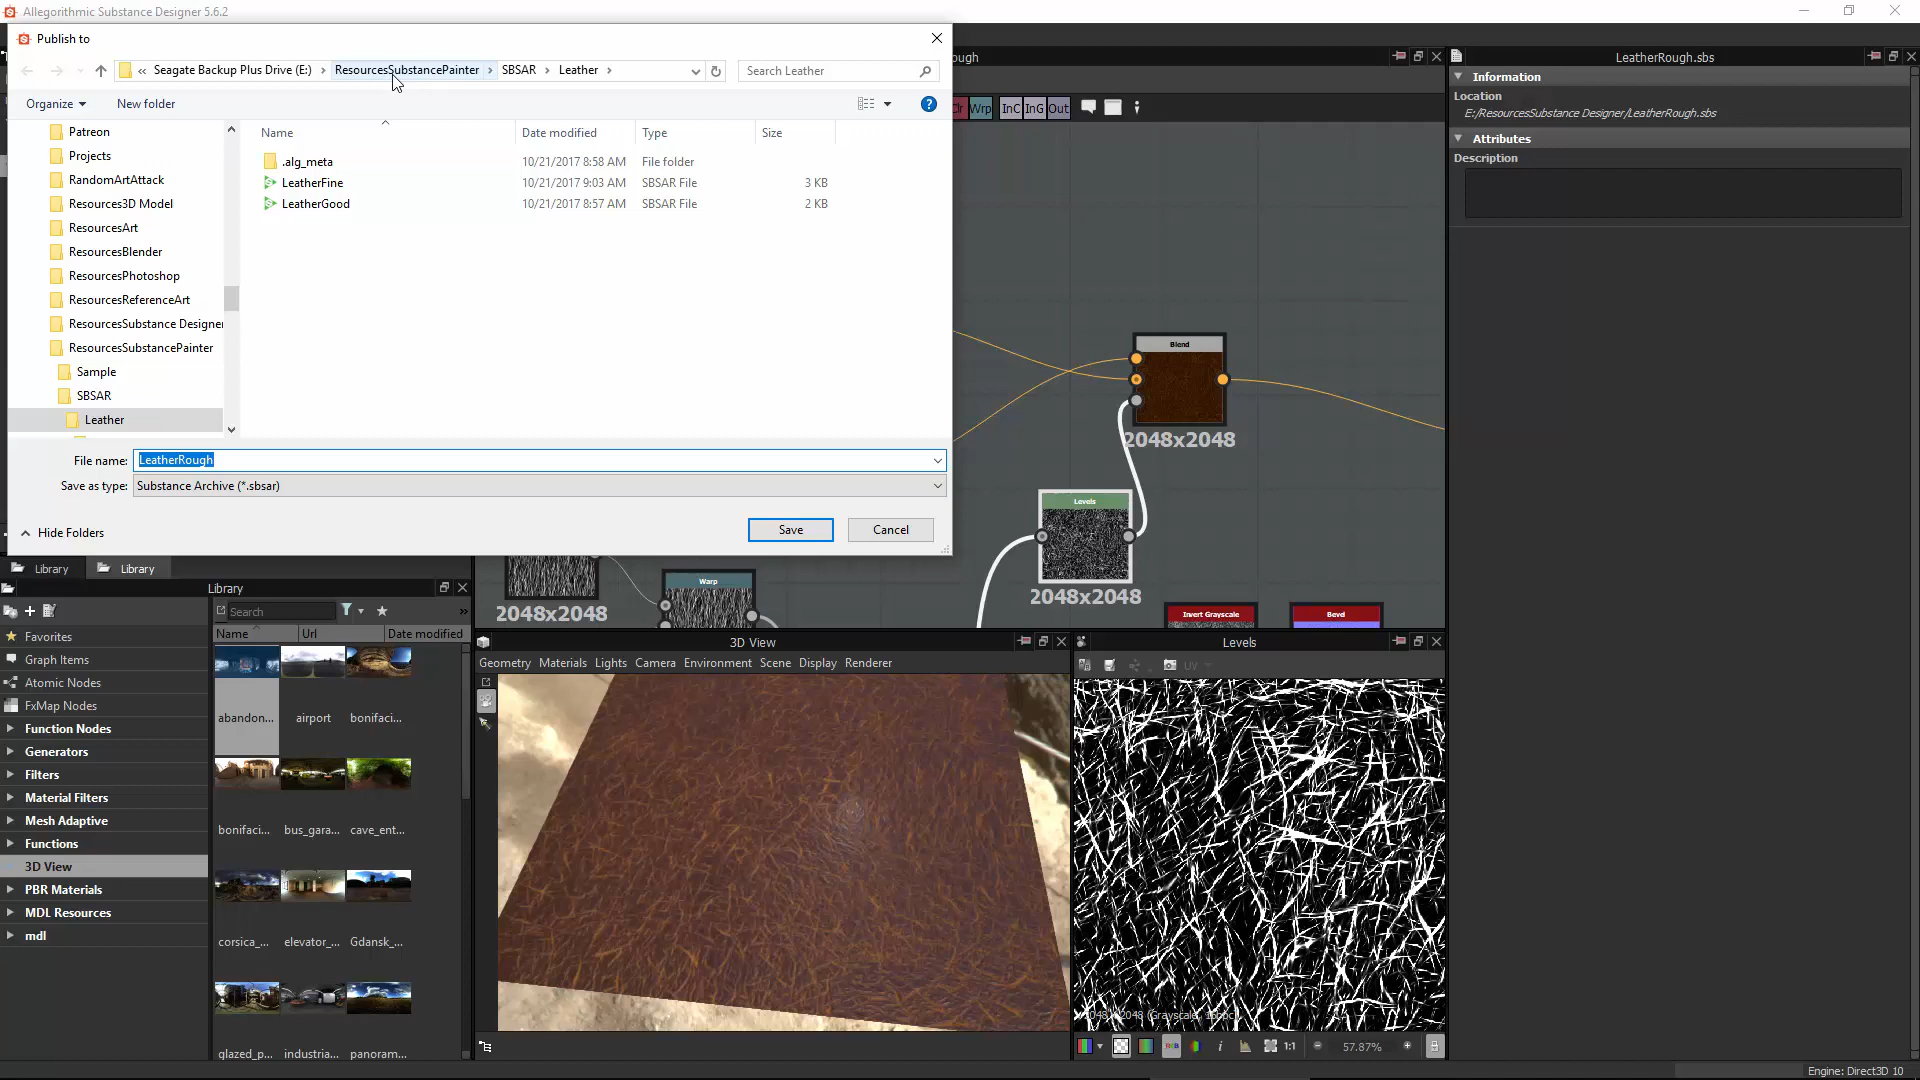 Allegorithmic Substance Designer 5.6.2
Publish to
« Seagate Backup Plus Drive (E:) › ResourcesSubstancePainter › SBSAR › Leather ›
Search Leather
Organize
New folder
Patreon
Projects
RandomArtAttack
Resources3D Model
ResourcesArt
ResourcesBlender
ResourcesPhotoshop
ResourcesReferenceArt
ResourcesSubstance Designer
ResourcesSubstancePainter
Sample
SBSAR
Leather
Name Date modified Type Size
.alg_meta 10/21/2017 8:58 AM File folder
LeatherFine 10/21/2017 9:03 AM SBSAR File 3 KB
LeatherGood 10/21/2017 8:57 AM SBSAR File 2 KB
File name: LeatherRough
Save as type: Substance Archive (*.sbsar)
Hide Folders
Save
Cancel
ough
Wrp InC InG Out
Blend
2048x2048
Levels
2048x2048
2048x2048
Warp
Invert Grayscale
Bevel
LeatherRough.sbs
Information
Location
E:/ResourcesSubstance Designer/LeatherRough.sbs
Attributes
Description
Library
Library
Library
Search
Name Url Date modified
Favorites
Graph Items
Atomic Nodes
FxMap Nodes
Function Nodes
Generators
Filters
Material Filters
Mesh Adaptive
Functions
3D View
PBR Materials
MDL Resources
mdl
abandon... airport bonifaci...
bonifaci... bus_gara... cave_ent...
corsica_... elevator_... Gdansk_...
glazed_p... industria... panoram...
3D View
Geometry Materials Lights Camera Environment Scene Display Renderer
Levels
UV
1:1
57.87%
Engine: Direct3D 10